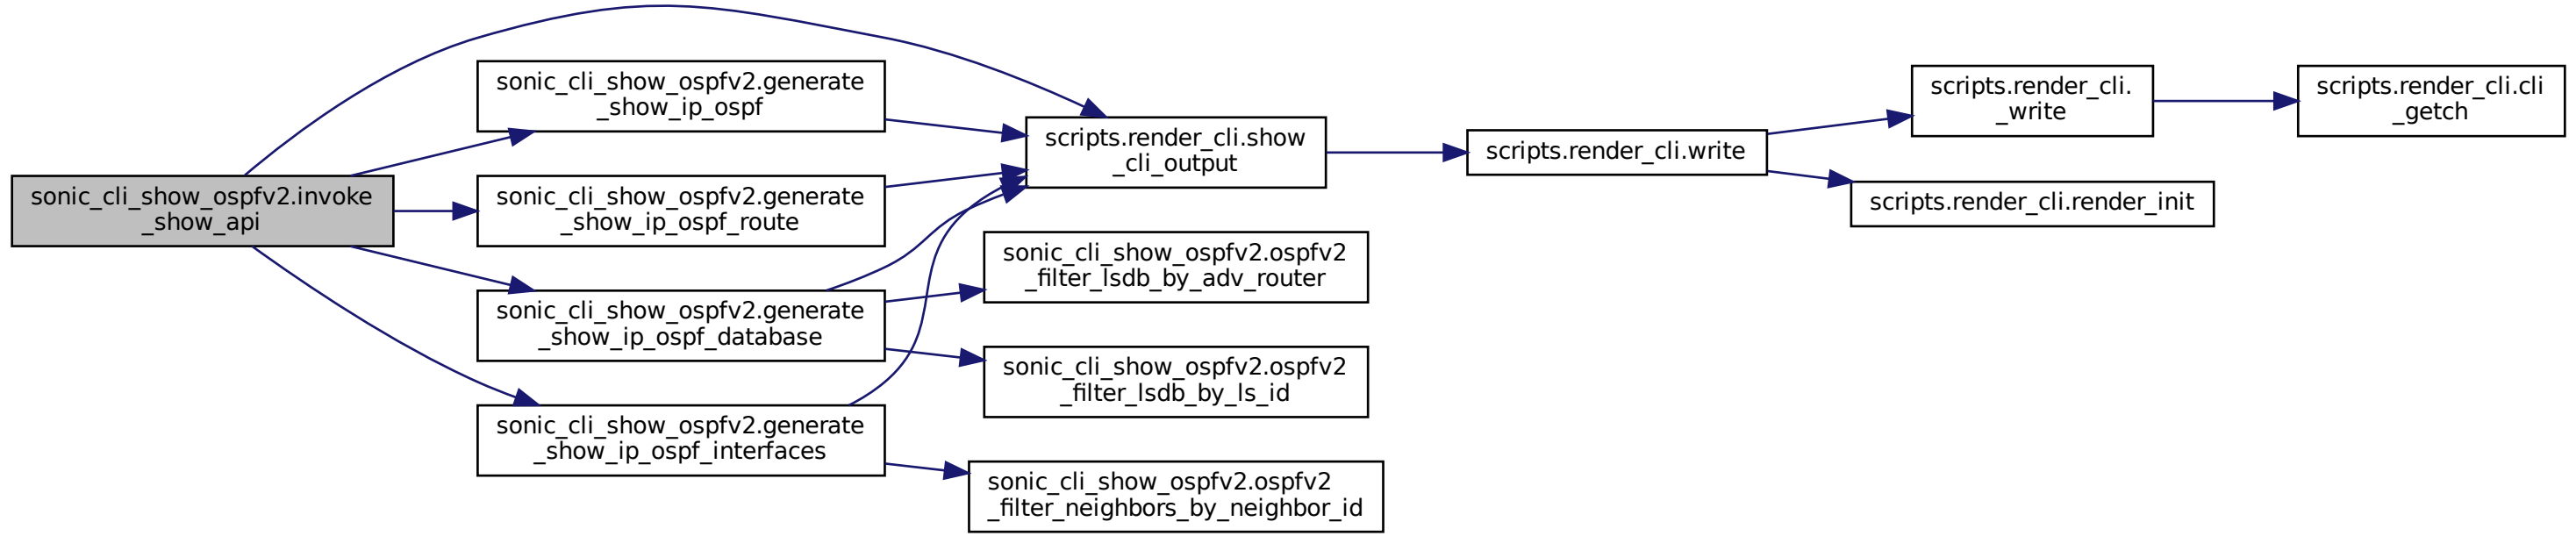 sonic_cli_show_ospfv2.invoke
_show_api
sonic_cli_show_ospfv2.generate
_show_ip_ospf
sonic_cli_show_ospfv2.generate
_show_ip_ospf_route
sonic_cli_show_ospfv2.generate
_show_ip_ospf_database
sonic_cli_show_ospfv2.generate
_show_ip_ospf_interfaces
scripts.render_cli.show
_cli_output
sonic_cli_show_ospfv2.ospfv2
_filter_lsdb_by_adv_router
sonic_cli_show_ospfv2.ospfv2
_filter_lsdb_by_ls_id
sonic_cli_show_ospfv2.ospfv2
_filter_neighbors_by_neighbor_id
scripts.render_cli.write
scripts.render_cli.
_write
scripts.render_cli.render_init
scripts.render_cli.cli
_getch